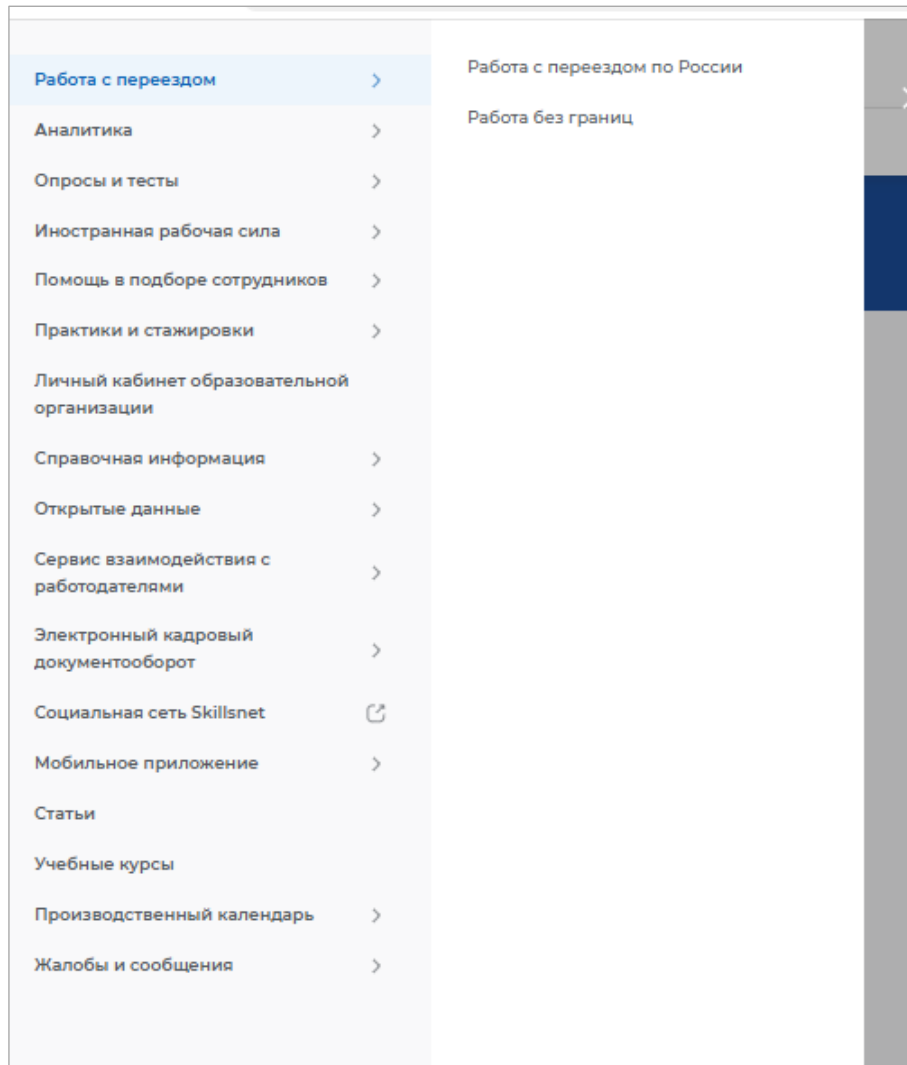 Работа с переездом
Аналитика
Опросы и тесты
Иностранная рабочая сила
Помощь в подборе сотрудников
Практики и стажировки
Личный кабинет образовательной
организации
Справочная информация
Открытые данные
Сервис взаимодействия с
работодателями
Электронный кадровый
документооборот
Социальная сеть Skillsnet
Мобильное приложение
Статьи
Учебные курсы
Производственный календарь
Жалобы и сообщения
Работа с переездом по России
Работа без границ